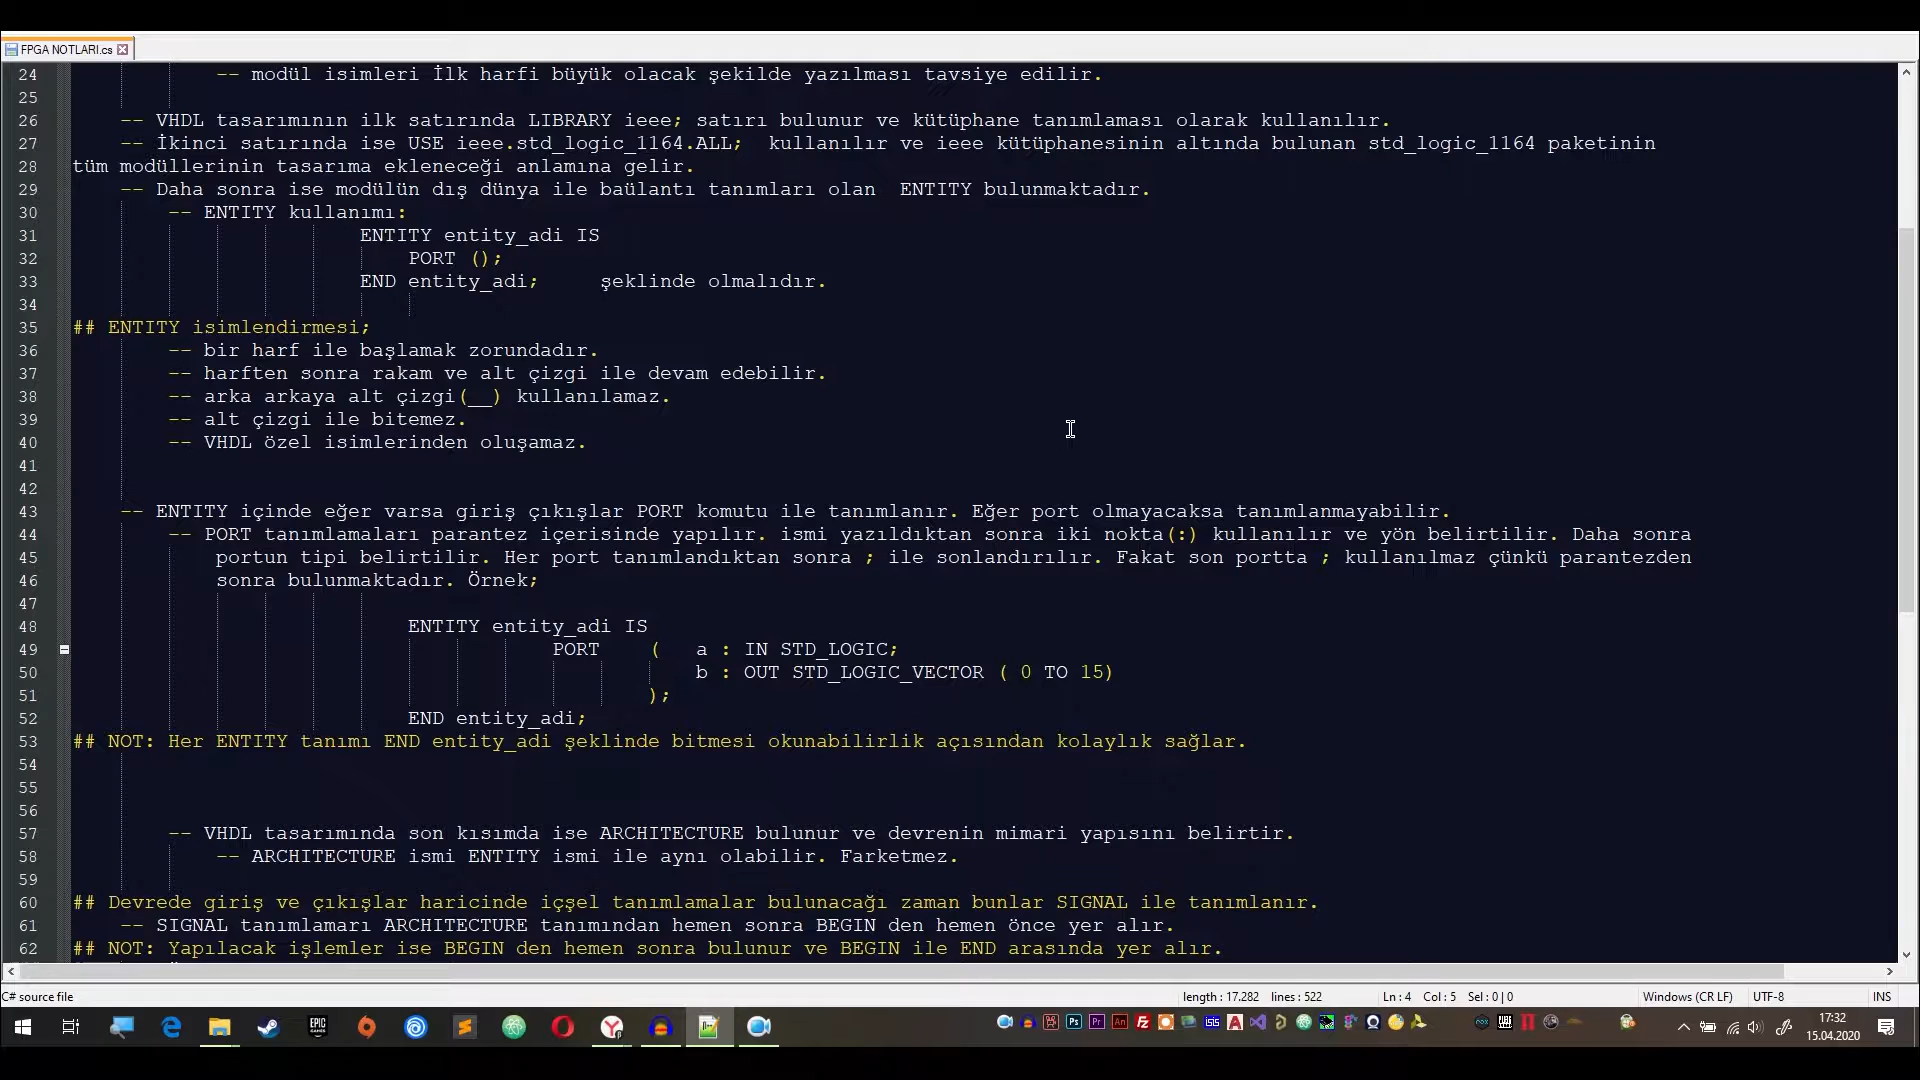 FPGA NOTLARI.cs
24 -- modül isimleri İlk harfi büyük olacak şekilde yazılması tavsiye edilir.
25
26 -- VHDL tasarımının ilk satırında LIBRARY ieee; satırı bulunur ve kütüphane tanımlaması olarak kullanılır.
27 -- İkinci satırında ise USE ieee.std_logic_1164.ALL;  kullanılır ve ieee kütüphanesinin altında bulunan std_logic_1164 paketinin
28 tüm modüllerinin tasarıma ekleneceği anlamına gelir.
29 -- Daha sonra ise modülün dış dünya ile baülantı tanımları olan  ENTITY bulunmaktadır.
30 -- ENTITY kullanımı:
31 ENTITY entity_adi IS
32 PORT ();
33 END entity_adi;     şeklinde olmalıdır.
34
35 ## ENTITY isimlendirmesi;
36 -- bir harf ile başlamak zorundadır.
37 -- harften sonra rakam ve alt çizgi ile devam edebilir.
38 -- arka arkaya alt çizgi(__) kullanılamaz.
39 -- alt çizgi ile bitemez.
40 -- VHDL özel isimlerinden oluşamaz.
41
42
43 -- ENTITY içinde eğer varsa giriş çıkışlar PORT komutu ile tanımlanır. Eğer port olmayacaksa tanımlanmayabilir.
44 -- PORT tanımlamaları parantez içerisinde yapılır. ismi yazıldıktan sonra iki nokta(:) kullanılır ve yön belirtilir. Daha sonra
45 portun tipi belirtilir. Her port tanımlandıktan sonra ; ile sonlandırılır. Fakat son portta ; kullanılmaz çünkü parantezden
46 sonra bulunmaktadır. Örnek;
47
48 ENTITY entity_adi IS
49 PORT    (   a : IN STD_LOGIC;
50 b : OUT STD_LOGIC_VECTOR ( 0 TO 15)
51 );
52 END entity_adi;
53 ## NOT: Her ENTITY tanımı END entity_adi şeklinde bitmesi okunabilirlik açısından kolaylık sağlar.
54
55
56
57 -- VHDL tasarımında son kısımda ise ARCHITECTURE bulunur ve devrenin mimari yapısını belirtir.
58 -- ARCHITECTURE ismi ENTITY ismi ile aynı olabilir. Farketmez.
59
60 ## Devrede giriş ve çıkışlar haricinde içşel tanımlamalar bulunacağı zaman bunlar SIGNAL ile tanımlanır.
61 -- SIGNAL tanımlamarı ARCHITECTURE tanımından hemen sonra BEGIN den hemen önce yer alır.
62 ## NOT: Yapılacak işlemler ise BEGIN den hemen sonra bulunur ve BEGIN ile END arasında yer alır.
C# source file length : 17.282 lines : 522 Ln : 4 Col : 5 Sel : 0 | 0 Windows (CR LF) UTF-8 INS
EPIC GAMES Ps Pr An Fz
17:32
15.04.2020